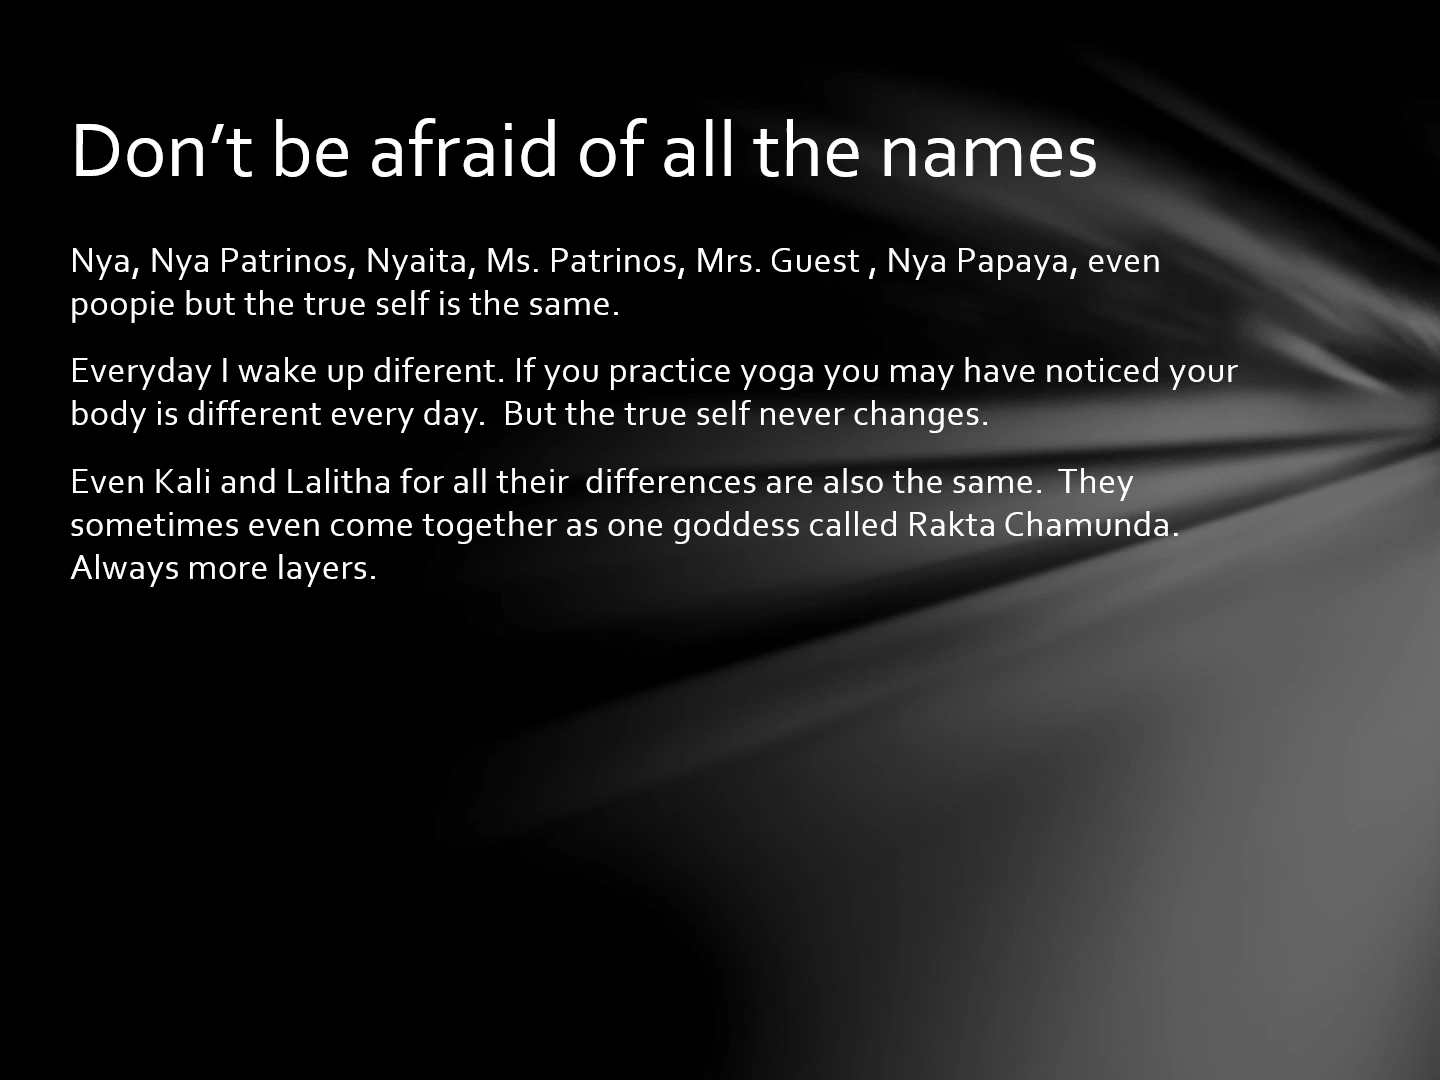 Don’t be afraid of all the names
Nya, Nya Patrinos, Nyaita, Ms. Patrinos, Mrs. Guest , Nya Papaya, even
poopie but the true self is the same.
Everyday I wake up diferent. If you practice yoga you may have noticed your
body is different every day.  But the true self never changes.
Even Kali and Lalitha for all their  differences are also the same.  They
sometimes even come together as one goddess called Rakta Chamunda.
Always more layers.